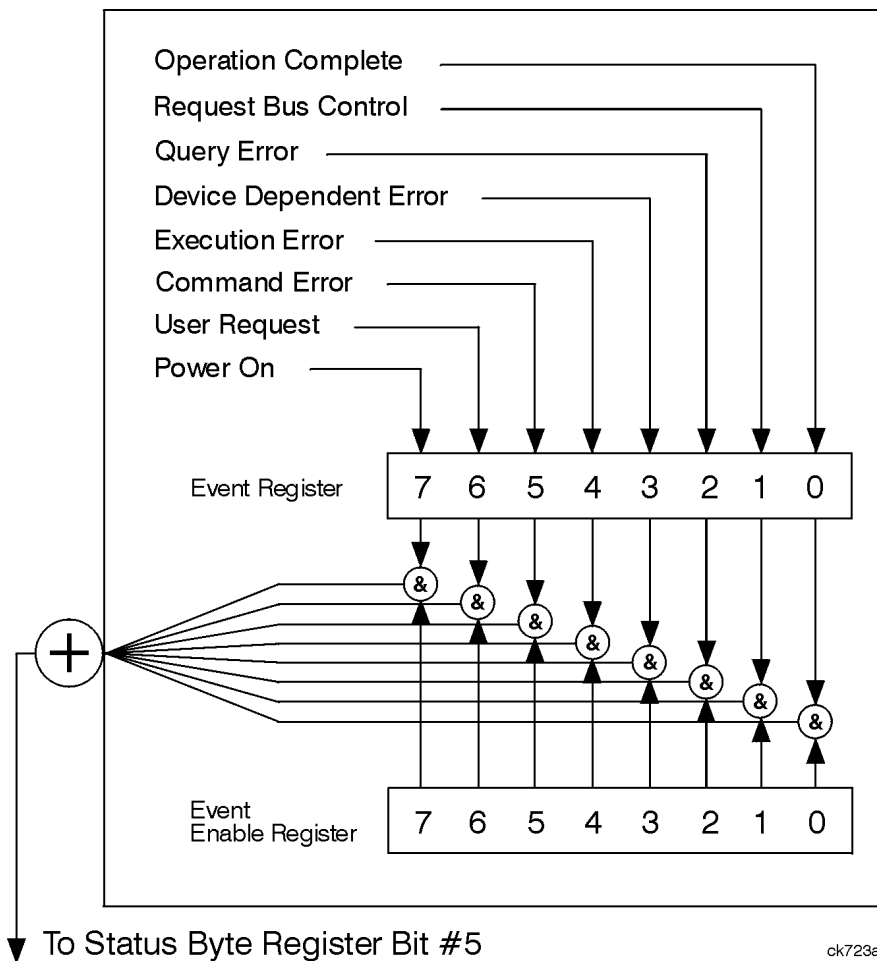 Operation Complete
Request Bus Control
Query Error
Device Dependent Error
Execution Error
Command Error
User Request
Power On
Event Register 7 6 5 4 3 2 1 0
& & & & & & & &
+
Event
Enable Register 7 6 5 4 3 2 1 0
To Status Byte Register Bit #5
ck723a